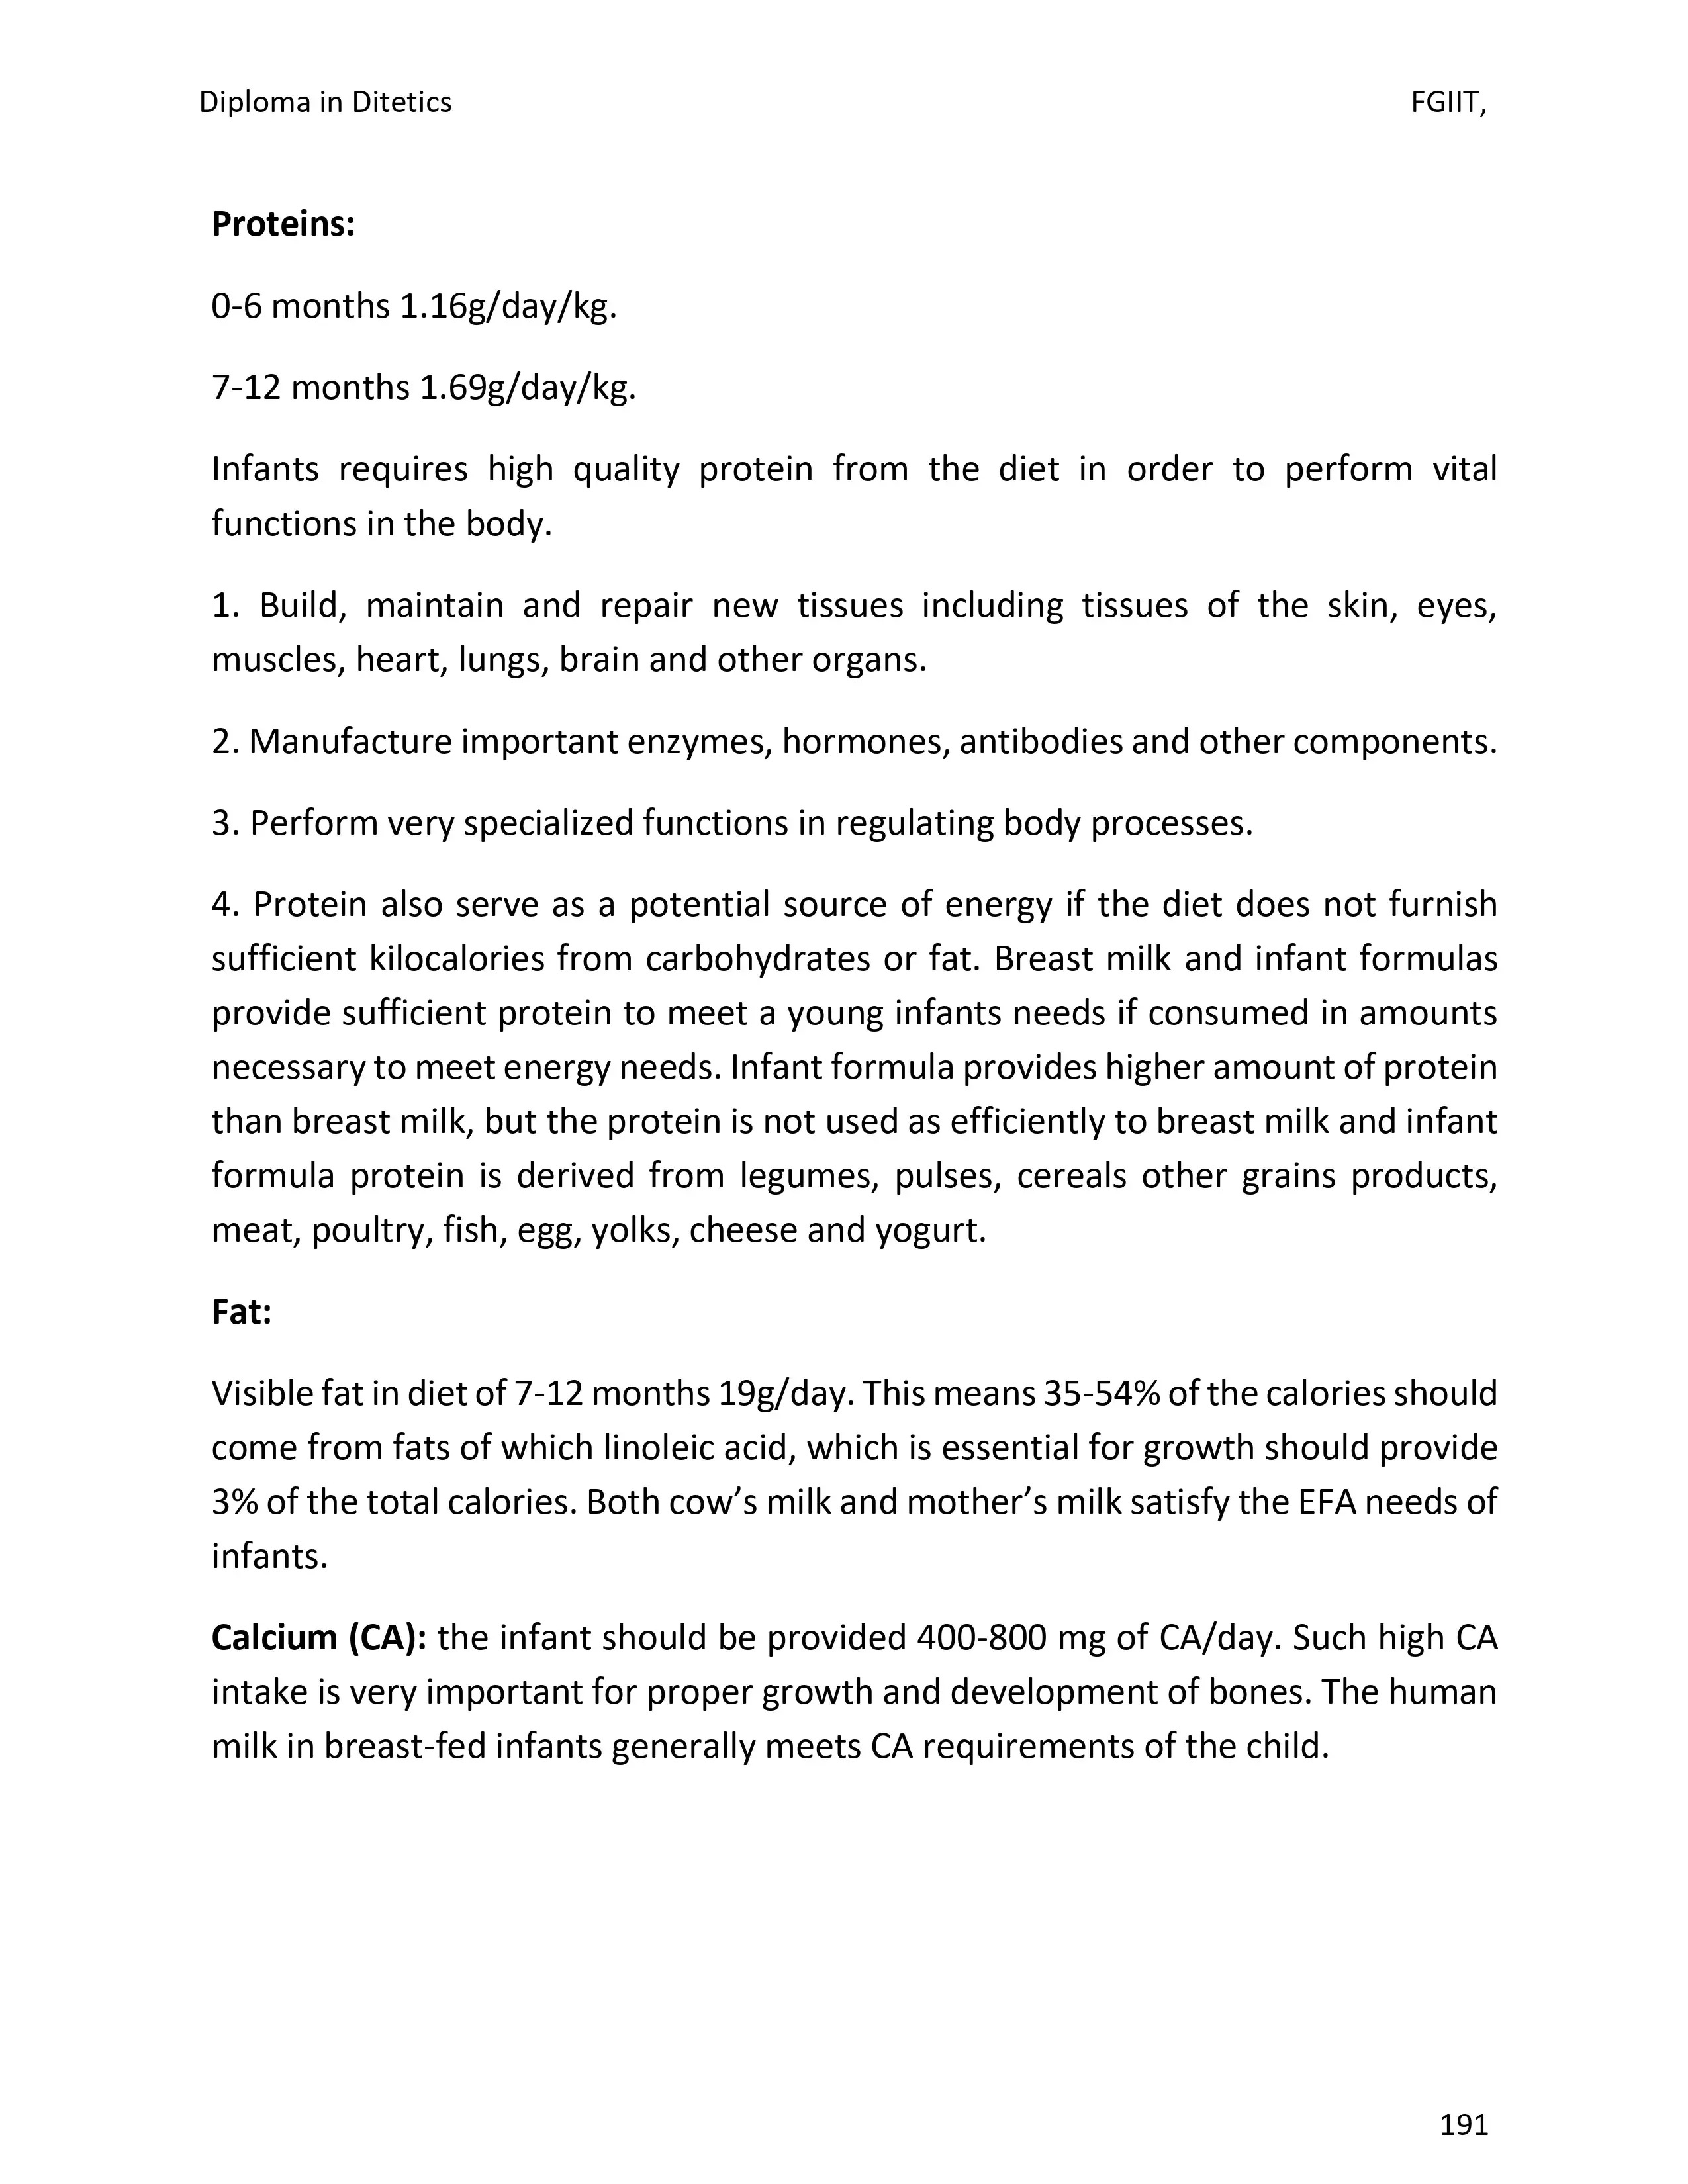 Diploma in Ditetics FGIIT,
Proteins:
0-6 months 1.16g/day/kg.
7-12 months 1.69g/day/kg.
Infants requires high quality protein from the diet in order to perform vital
functions in the body.
1. Build, maintain and repair new tissues including tissues of the skin, eyes,
muscles, heart, lungs, brain and other organs.
2. Manufacture important enzymes, hormones, antibodies and other components.
3. Perform very specialized functions in regulating body processes.
4. Protein also serve as a potential source of energy if the diet does not furnish
sufficient kilocalories from carbohydrates or fat. Breast milk and infant formulas
provide sufficient protein to meet a young infants needs if consumed in amounts
necessary to meet energy needs. Infant formula provides higher amount of protein
than breast milk, but the protein is not used as efficiently to breast milk and infant
formula protein is derived from legumes, pulses, cereals other grains products,
meat, poultry, fish, egg, yolks, cheese and yogurt.
Fat:
Visible fat in diet of 7-12 months 19g/day. This means 35-54% of the calories should
come from fats of which linoleic acid, which is essential for growth should provide
3% of the total calories. Both cow’s milk and mother’s milk satisfy the EFA needs of
infants.
Calcium (CA): the infant should be provided 400-800 mg of CA/day. Such high CA
intake is very important for proper growth and development of bones. The human
milk in breast-fed infants generally meets CA requirements of the child.
191